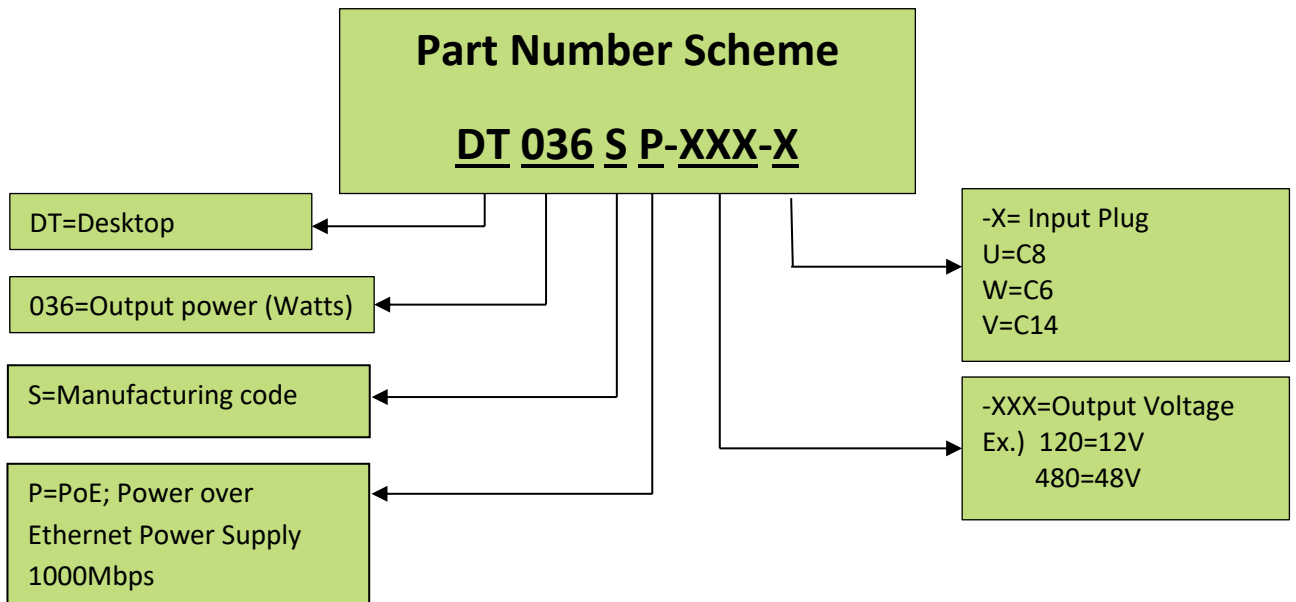 Part Number Scheme
DT 036 S P-XXX-X
DT=Desktop
036=Output power (Watts)
S=Manufacturing code
P=PoE; Power over
Ethernet Power Supply
1000Mbps
-X= Input Plug
U=C8
W=C6
V=C14
-XXX=Output Voltage
Ex.) 120=12V
480=48V